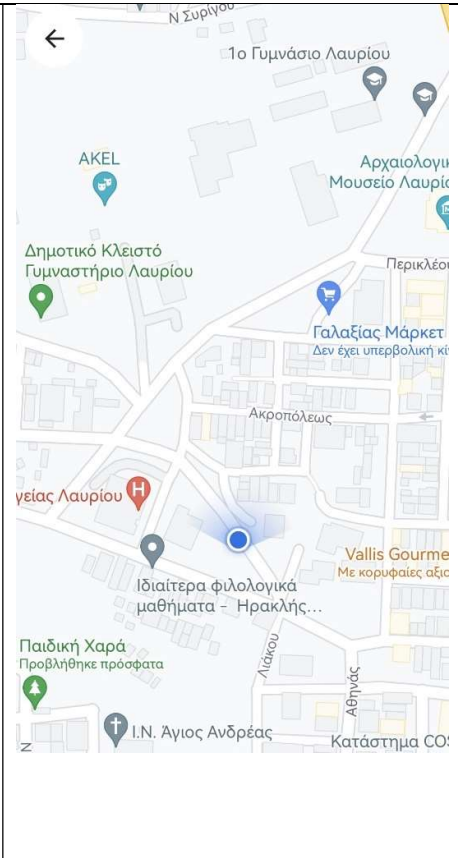 Ν Συρίγου
1ο Γυμνάσιο Λαυρίου
AKEL
Αρχαιολογικ
Μουσείο Λαυρίο
Δημοτικό Κλειστό
Γυμναστήριο Λαυρίου
Περικλέου
Γαλαξίας Μάρκετ
Δεν έχει υπερβολική κί
Ακροπόλεως
γείας Λαυρίου
H
Vallis Gourme
Με κορυφαίες αξιο
Ιδιαίτερα φιλολογικά
μαθήματα - Ηρακλής...
Παιδική Χαρά
Προβλήθηκε πρόσφατα
Λιάκου
Αθηνάς
Ι.Ν. Άγιος Ανδρέας
Κατάστημα COS
N